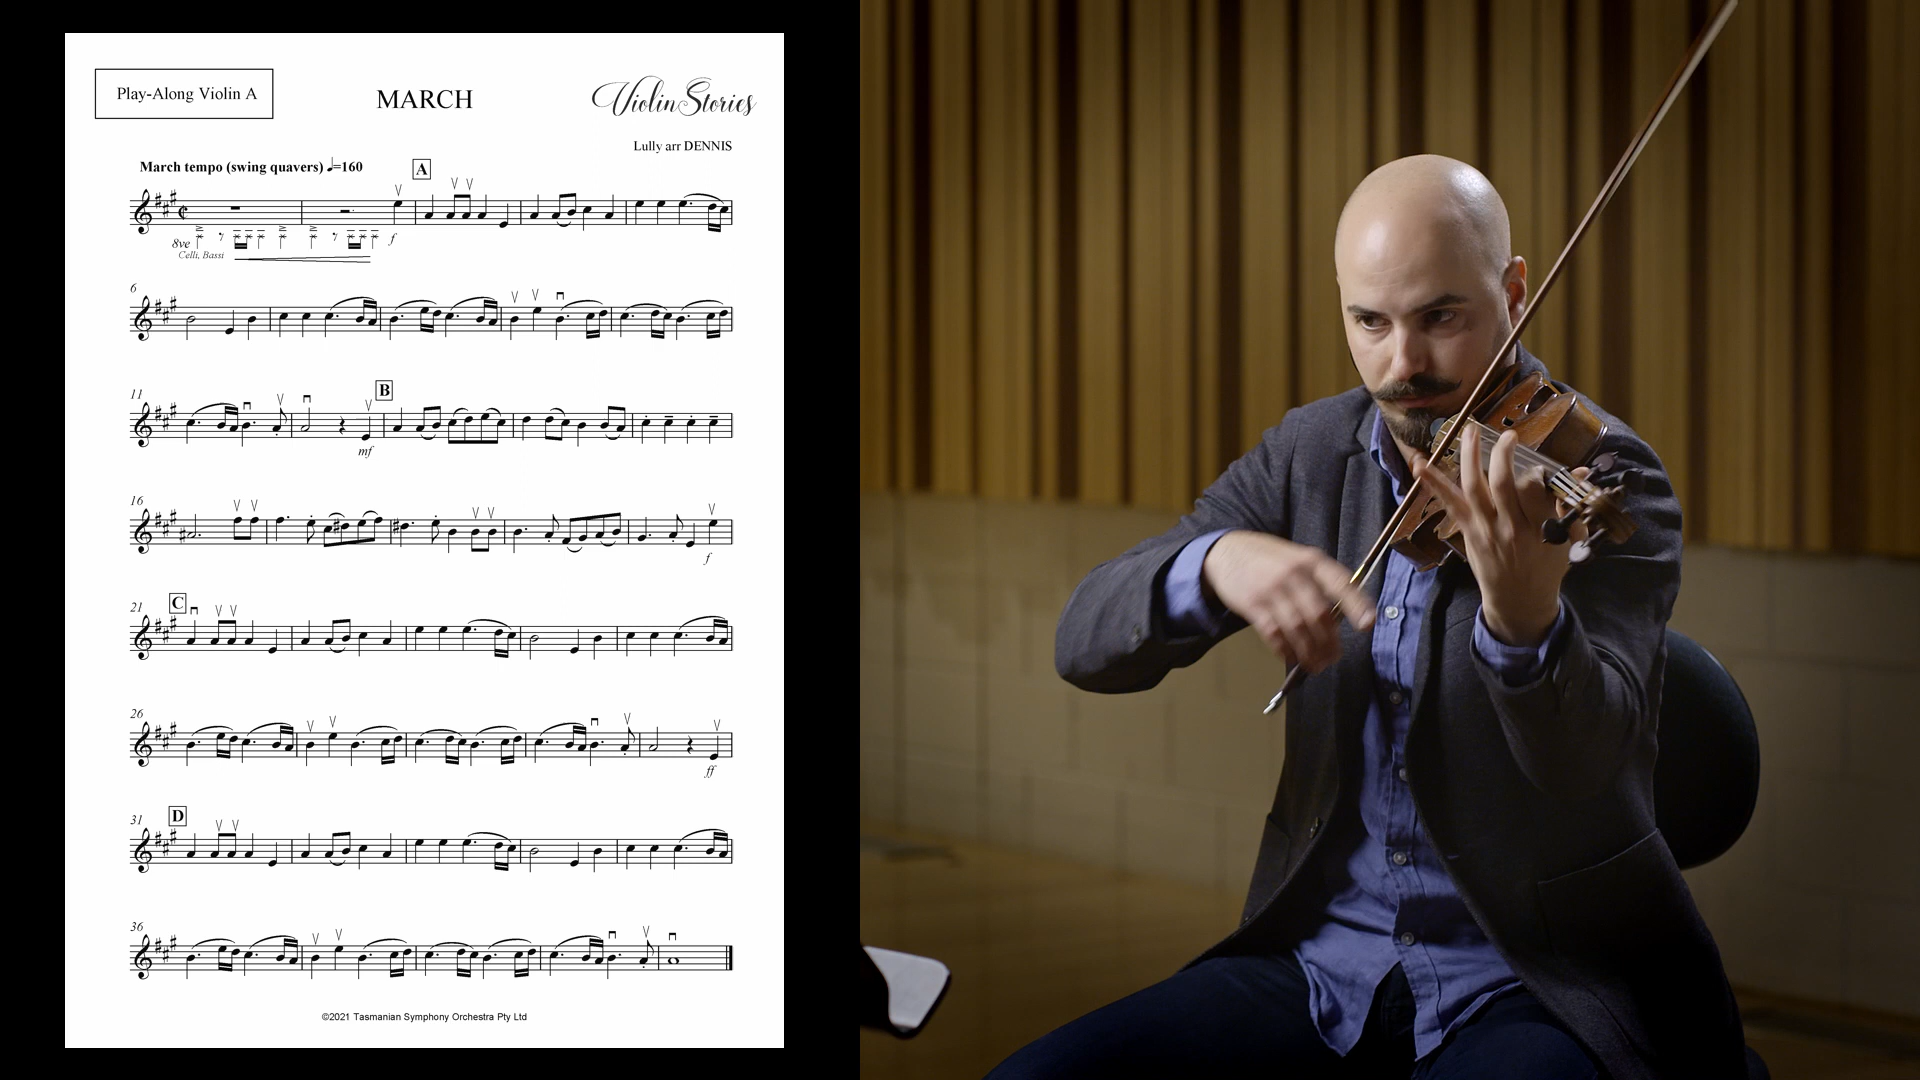 Play-Along Violin A
MARCH
Violin Stories
Lully arr DENNIS
March tempo (swing quavers) ♩=160
A
8ve
f
Celli, Bassi
6
11
B
mf
16
f
21
C
26
ff
31
D
36
©2021 Tasmanian Symphony Orchestra Pty Ltd